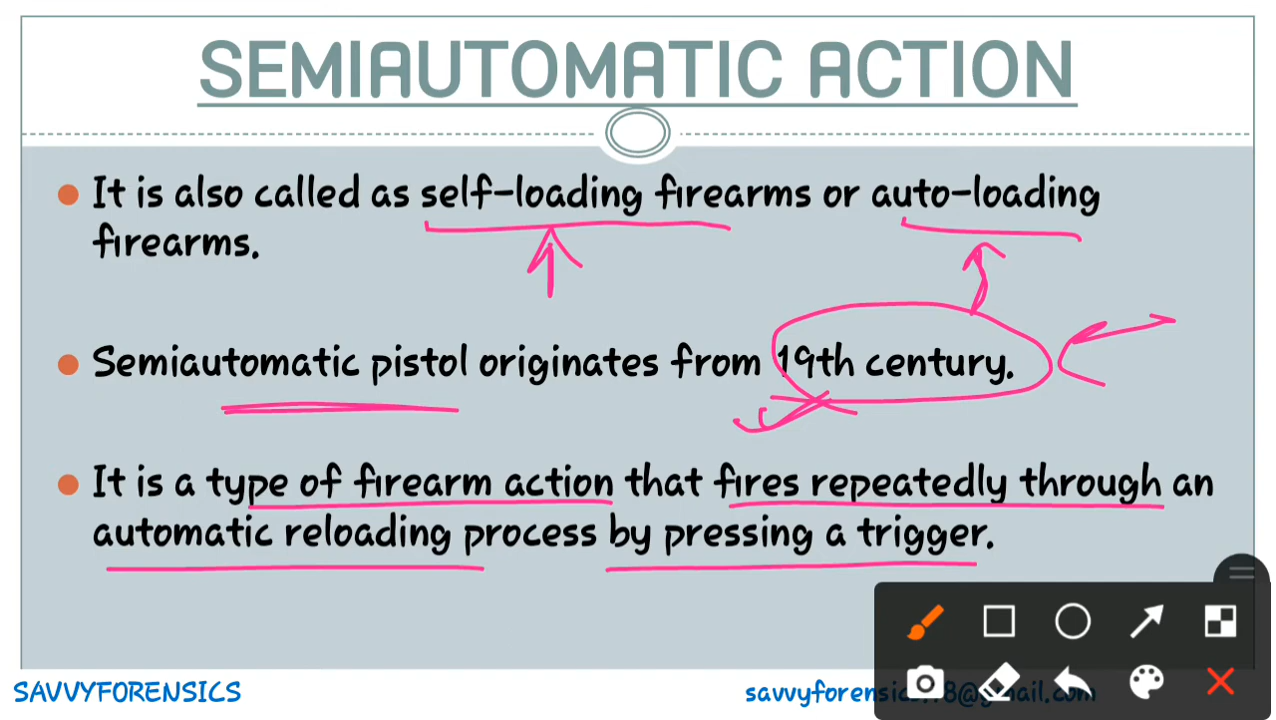 SEMIAUTOMATIC ACTION
It is also called as self-loading firearms or auto-loading
firearms.
Semiautomatic pistol originates from 19th century.
It is a type of firearm action that fires repeatedly through an
automatic reloading process by pressing a trigger.
SAVVYFORENSICS